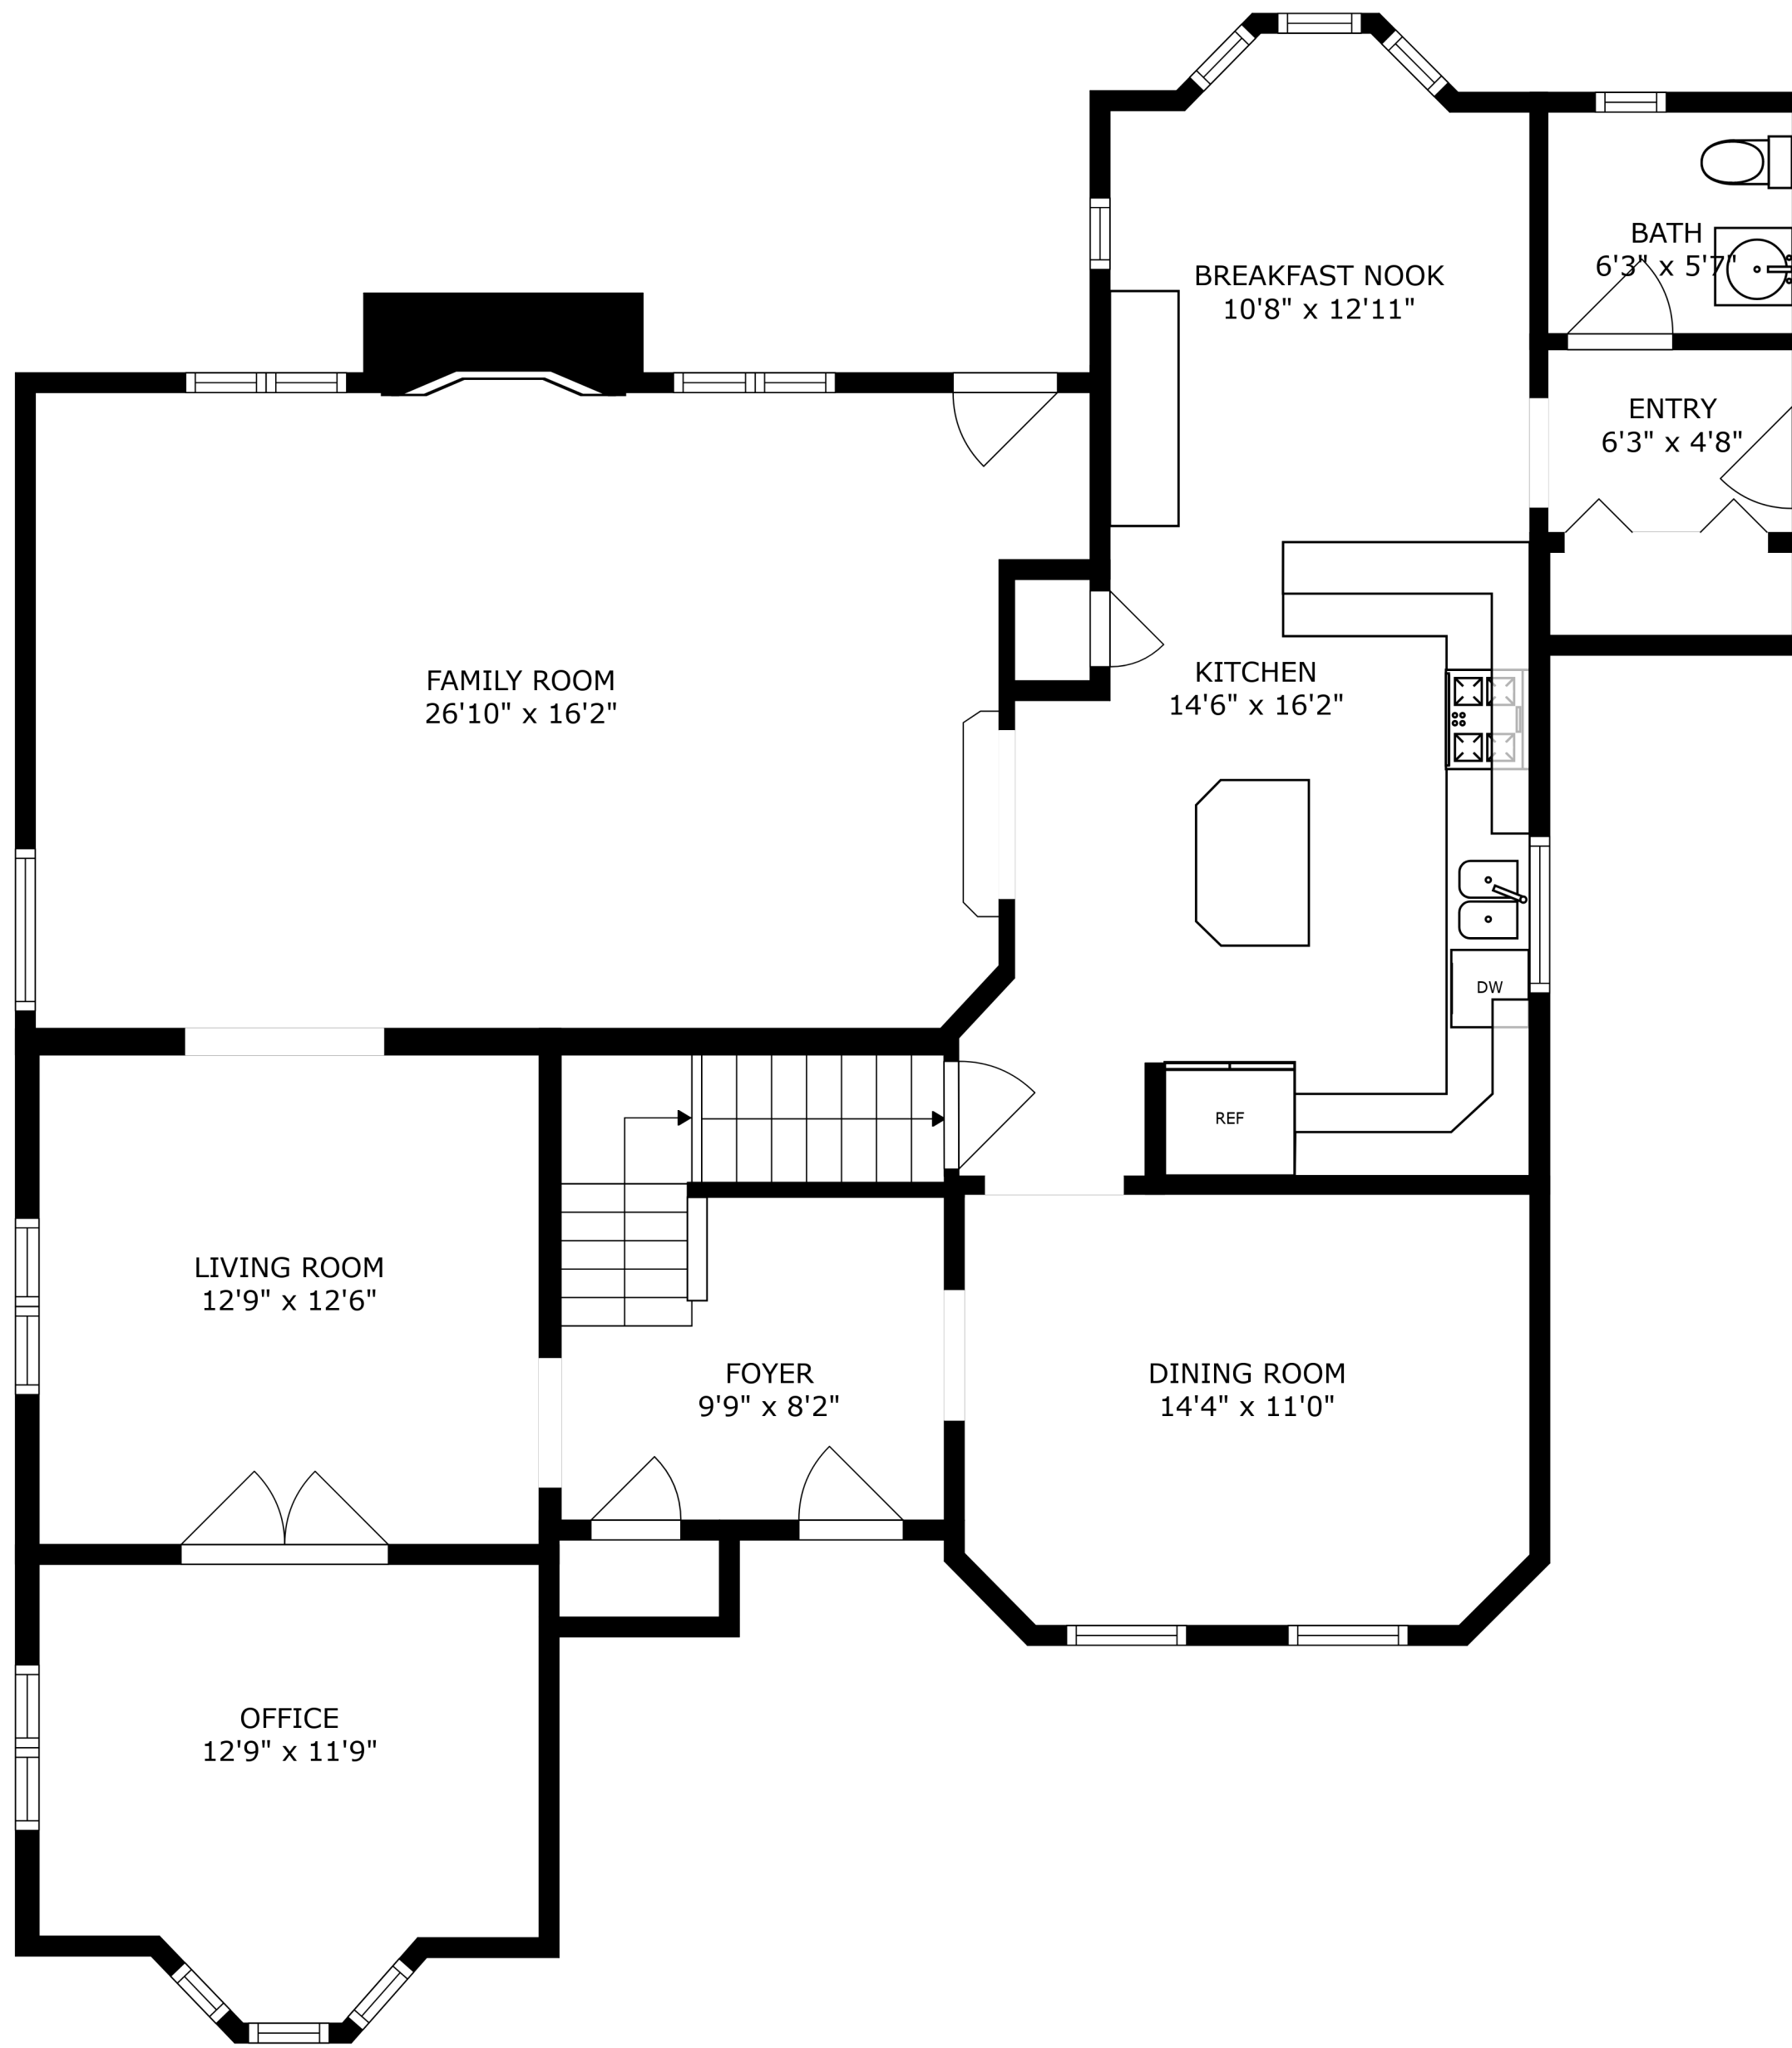 BATH
6'3" x 5'7"
BREAKFAST NOOK
10'8" x 12'11"
ENTRY
6'3" x 4'8"
FAMILY ROOM
26'10" x 16'2"
KITCHEN
14'6" x 16'2"
DW
REF
LIVING ROOM
12'9" x 12'6"
FOYER
9'9" x 8'2"
DINING ROOM
14'4" x 11'0"
OFFICE
12'9" x 11'9"